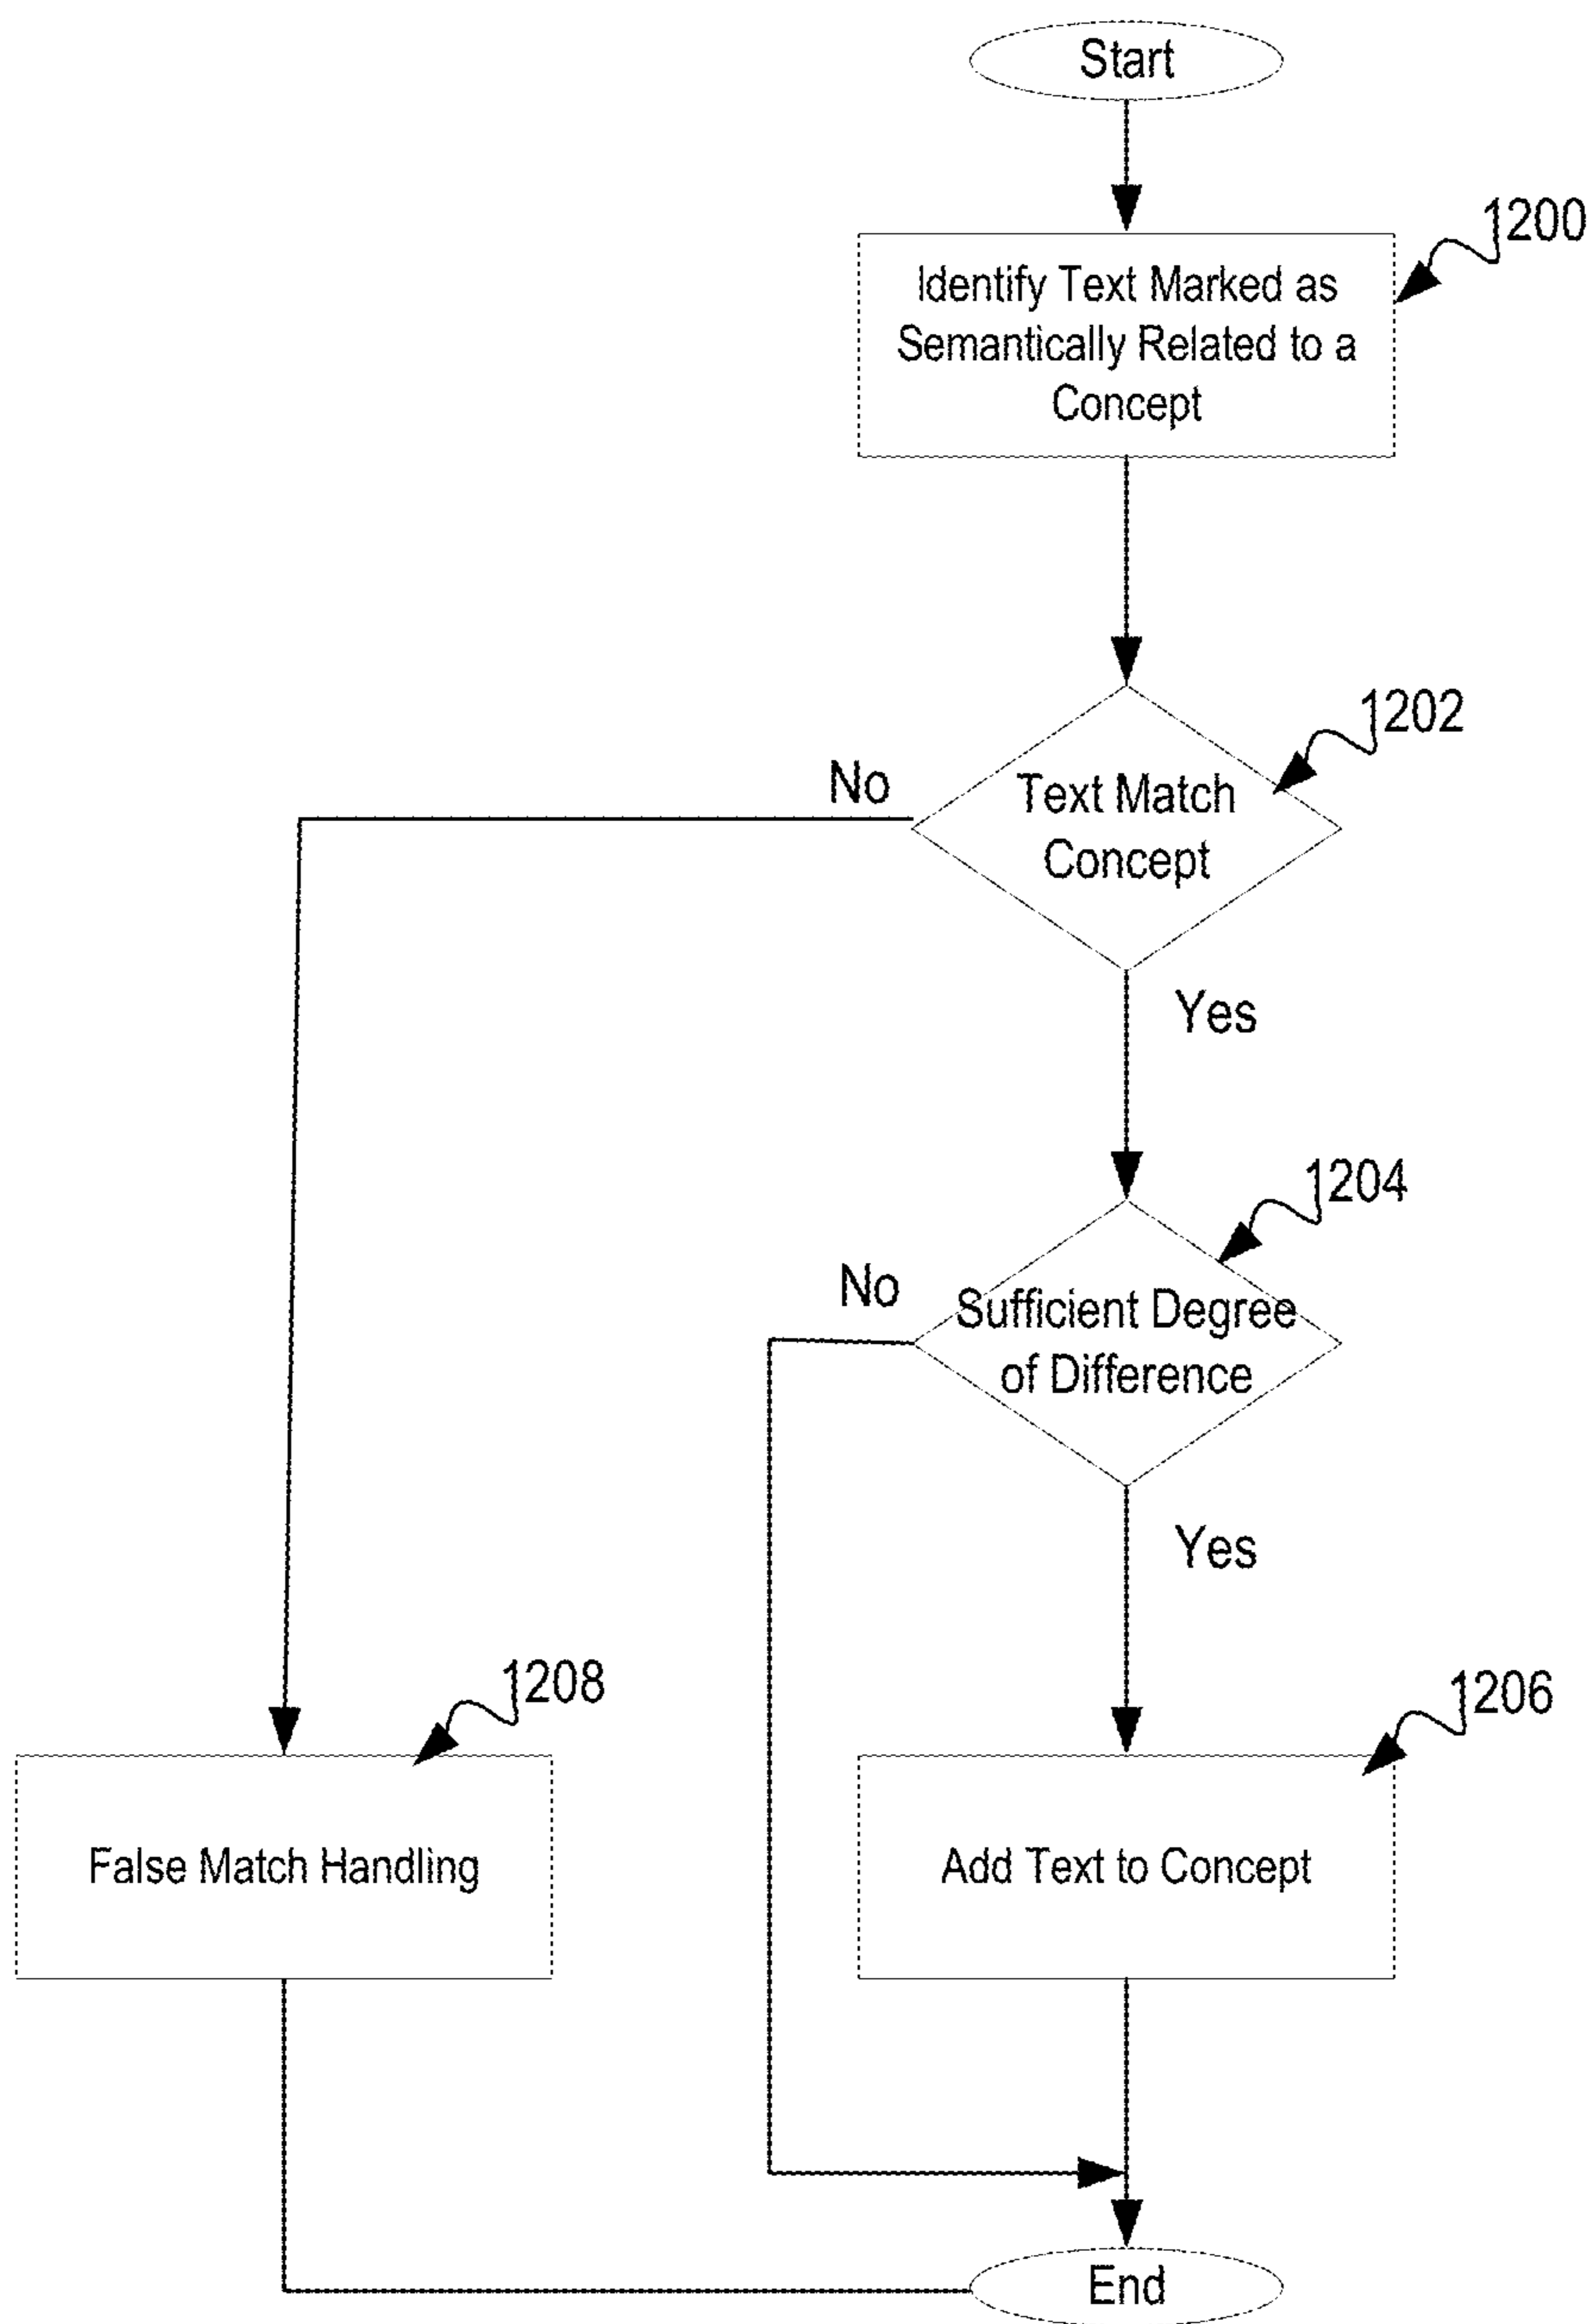 Start
1200
Identify Text Marked as
Semantically Related to a
Concept
1202
No
Text Match
Concept
Yes
1204
No
Sufficient Degree
of Difference
Yes
1208
1206
False Match Handling
Add Text to Concept
End